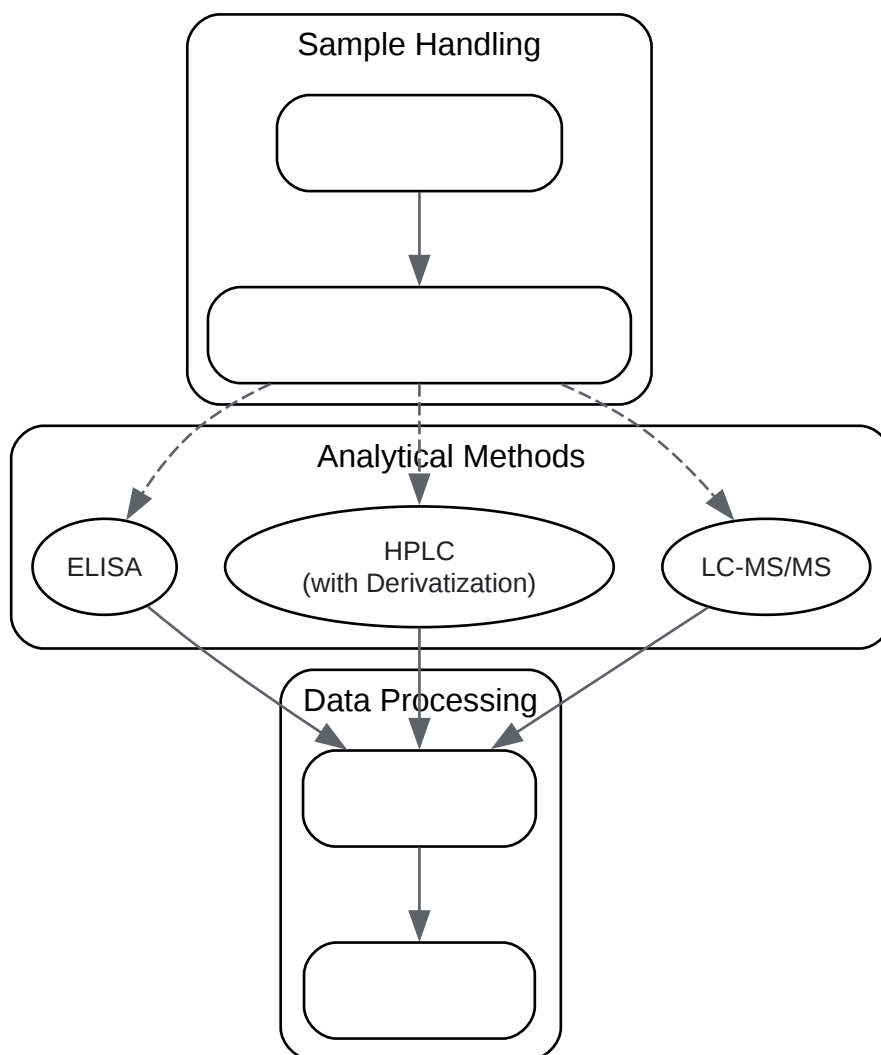 Sample Handling
Analytical Methods
ELISA
HPLC
(with Derivatization)
LC-MS/MS
Data Processing